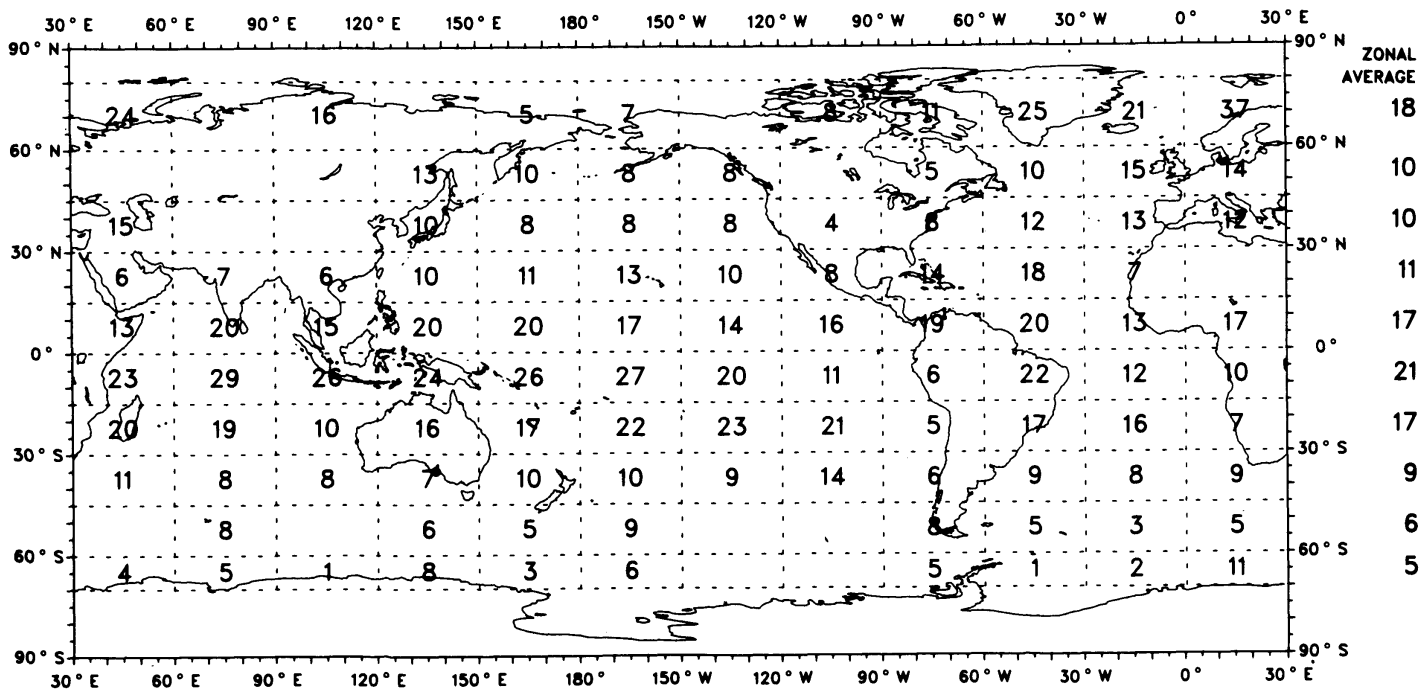 30° E 60° E 90° E 120° E 150° E 180° 150° W 120° W 90° W 60° W 30° W 0° 30° E
90° N 90° N ZONAL
AVERAGE
24 16 5 7 8 11 25 21 37 18
60° N 60° N
13 10 8 8 5 10 15 14 10
15 10 8 8 8 4 8 12 13 12 10
30° N 30° N
6 7 6 10 11 13 10 8 14 18 7 11
13 20 15 20 20 17 14 16 19 20 13 17 17
0° 0°
23 29 26 24 26 27 20 11 6 22 12 10 21
20 19 10 16 17 22 23 21 5 17 16 7 17
30° S 30° S
11 8 8 7 10 10 9 14 6 9 8 9 9
8 6 5 9 8 5 3 5 6
60° S 60° S
4 5 1 8 3 6 5 1 2 11 5
90° S 90° S
30° E 60° E 90° E 120° E 150° E 180° 150° W 120° W 90° W 60° W 30° W 0° 30° E